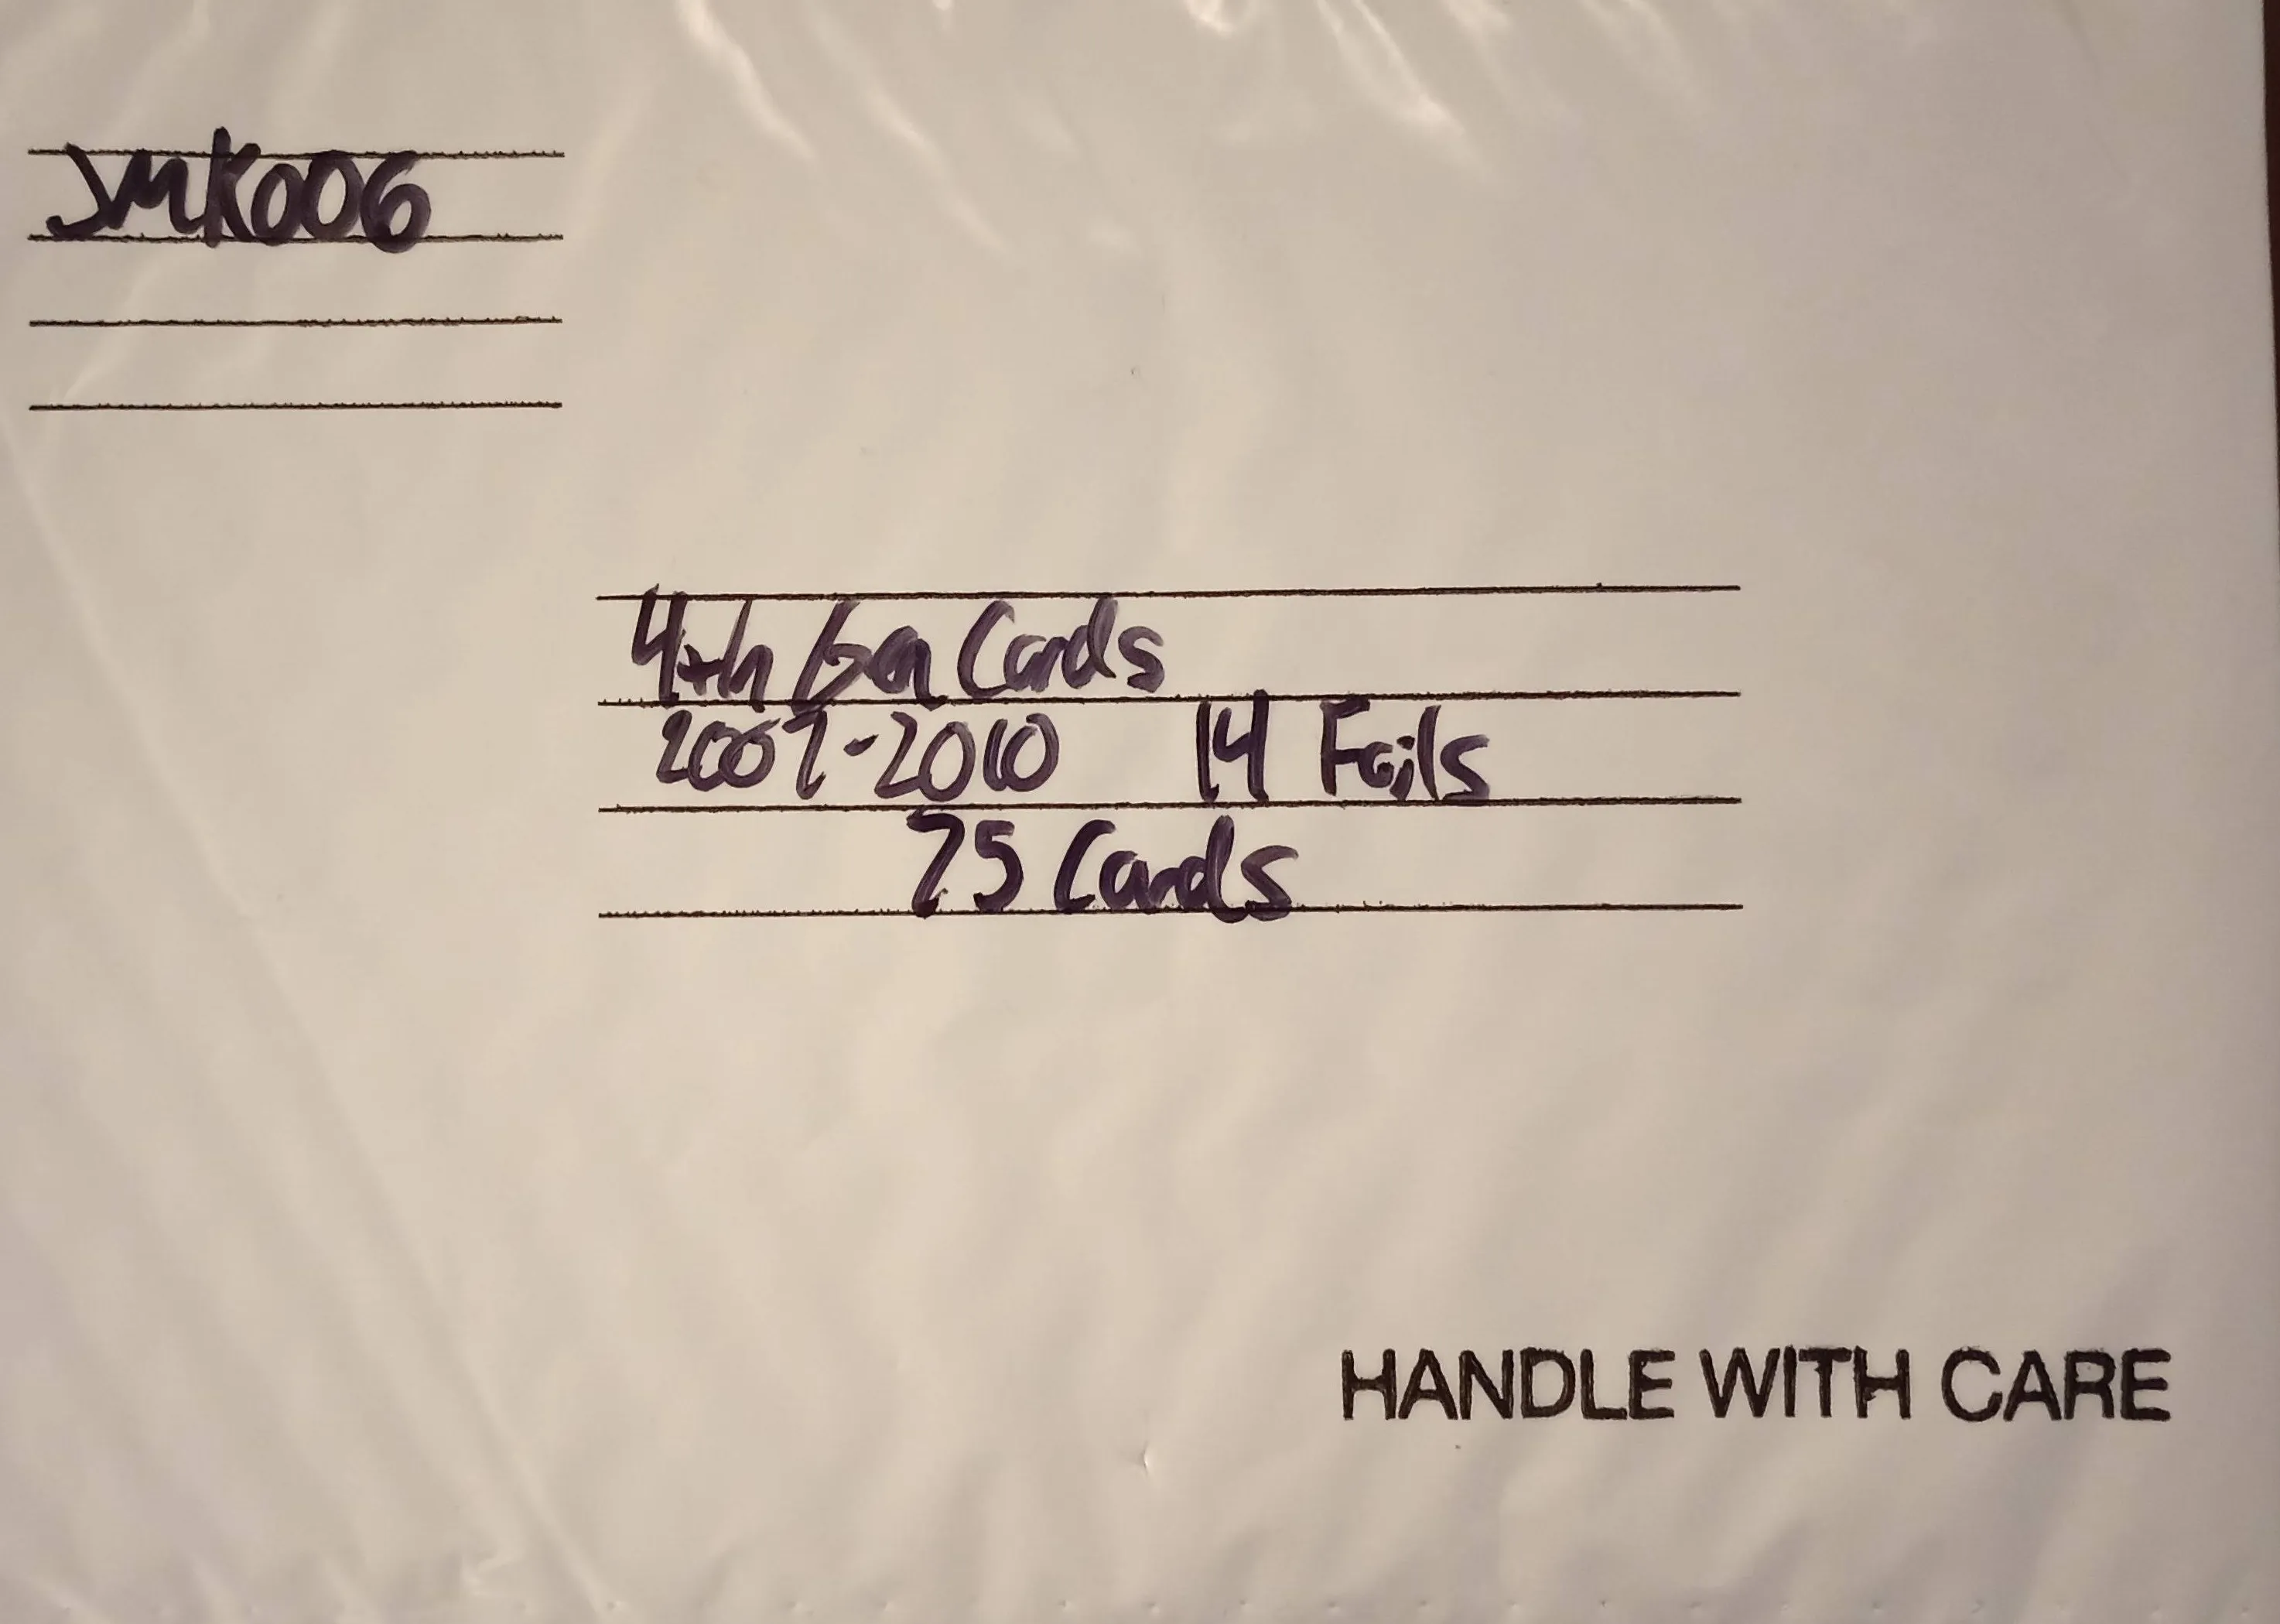 JMK006
4th Gen Cards
2007-2010 14 Foils
75 Cards
HANDLE WITH CARE